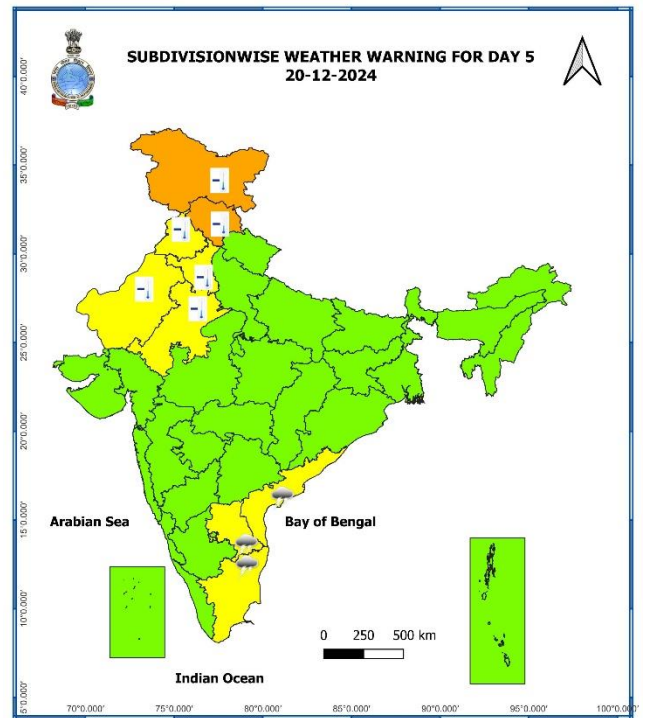 SUBDIVISIONWISE WEATHER WARNING FOR DAY 5
20-12-2024
40°0.000'
35°0.000'
30°0.000'
25°0.000'
20°0.000'
15°0.000'
10°0.000'
5°0.000'
Arabian Sea
Bay of Bengal
0 250 500 km
Indian Ocean
70°0.000' 75°0.000' 80°0.000' 85°0.000' 90°0.000' 95°0.000' 100°0.000'